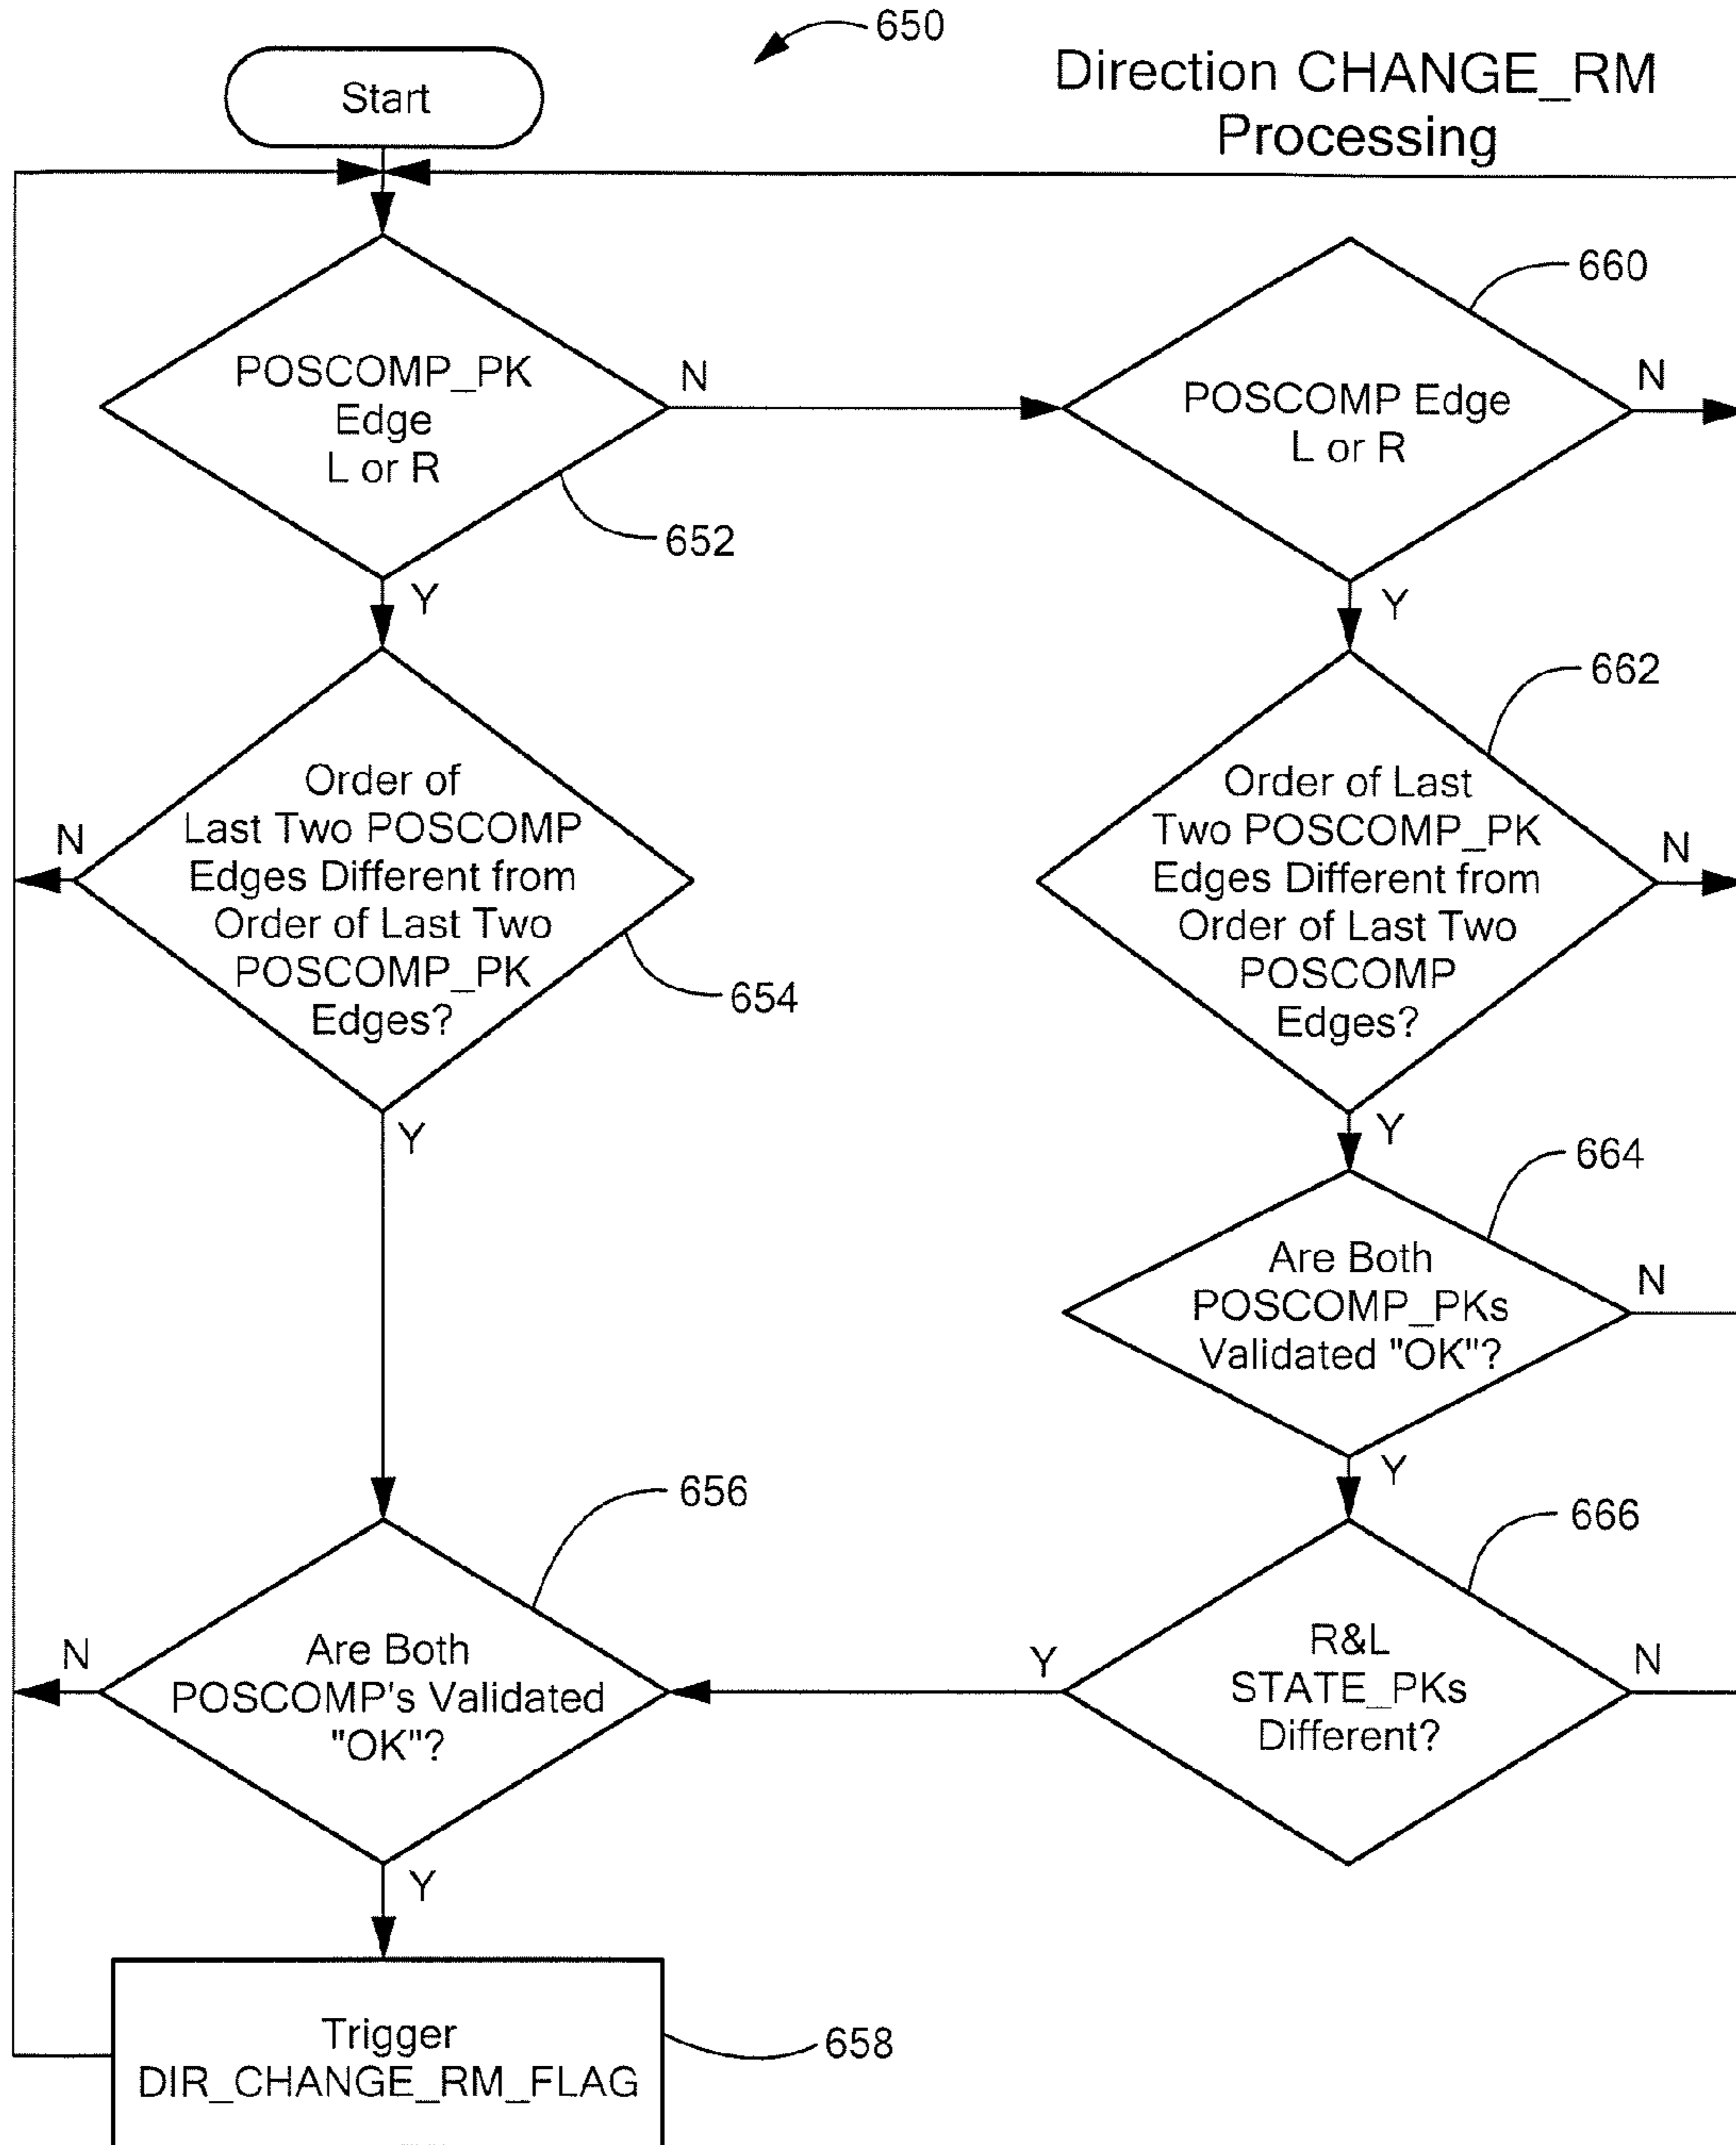 650
Direction CHANGE_RM
Processing
Start
660
POSCOMP_PK
Edge
L or R
N
652
Y
POSCOMP Edge
L or R
N
Y
662
Order of
Last Two POSCOMP
Edges Different from
Order of Last Two
POSCOMP_PK
Edges?
N
654
Y
Order of Last
Two POSCOMP_PK
Edges Different from
Order of Last Two
POSCOMP
Edges?
N
Y
664
Are Both
POSCOMP_PKs
Validated "OK"?
N
Y
656
666
Are Both
POSCOMP's Validated
"OK"?
N
Y
R&L
STATE_PKs
Different?
Y
N
Trigger
DIR_CHANGE_RM_FLAG
658